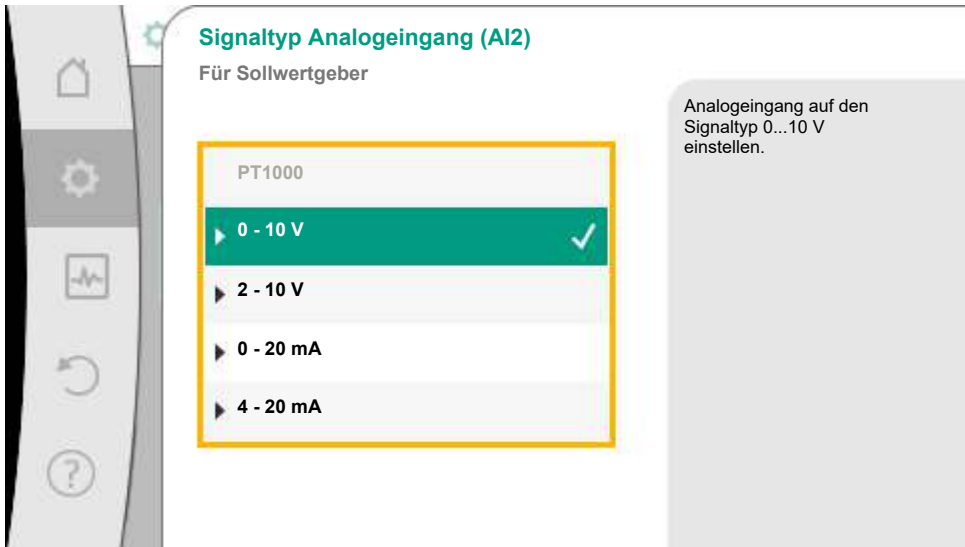 Signaltyp Analogeingang (AI2)
Für Sollwertgeber
PT1000
0 - 10 V
2 - 10 V
0 - 20 mA
4 - 20 mA
Analogeingang auf den
Signaltyp 0...10 V
einstellen.
?